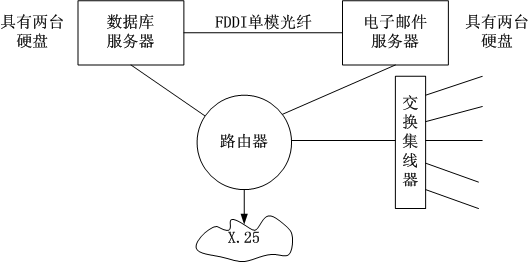 具有两台
硬盘
数据库
服务器
FDDI单模光纤
电子邮件
服务器
具有两台
硬盘
路由器
交换集线器
X.25